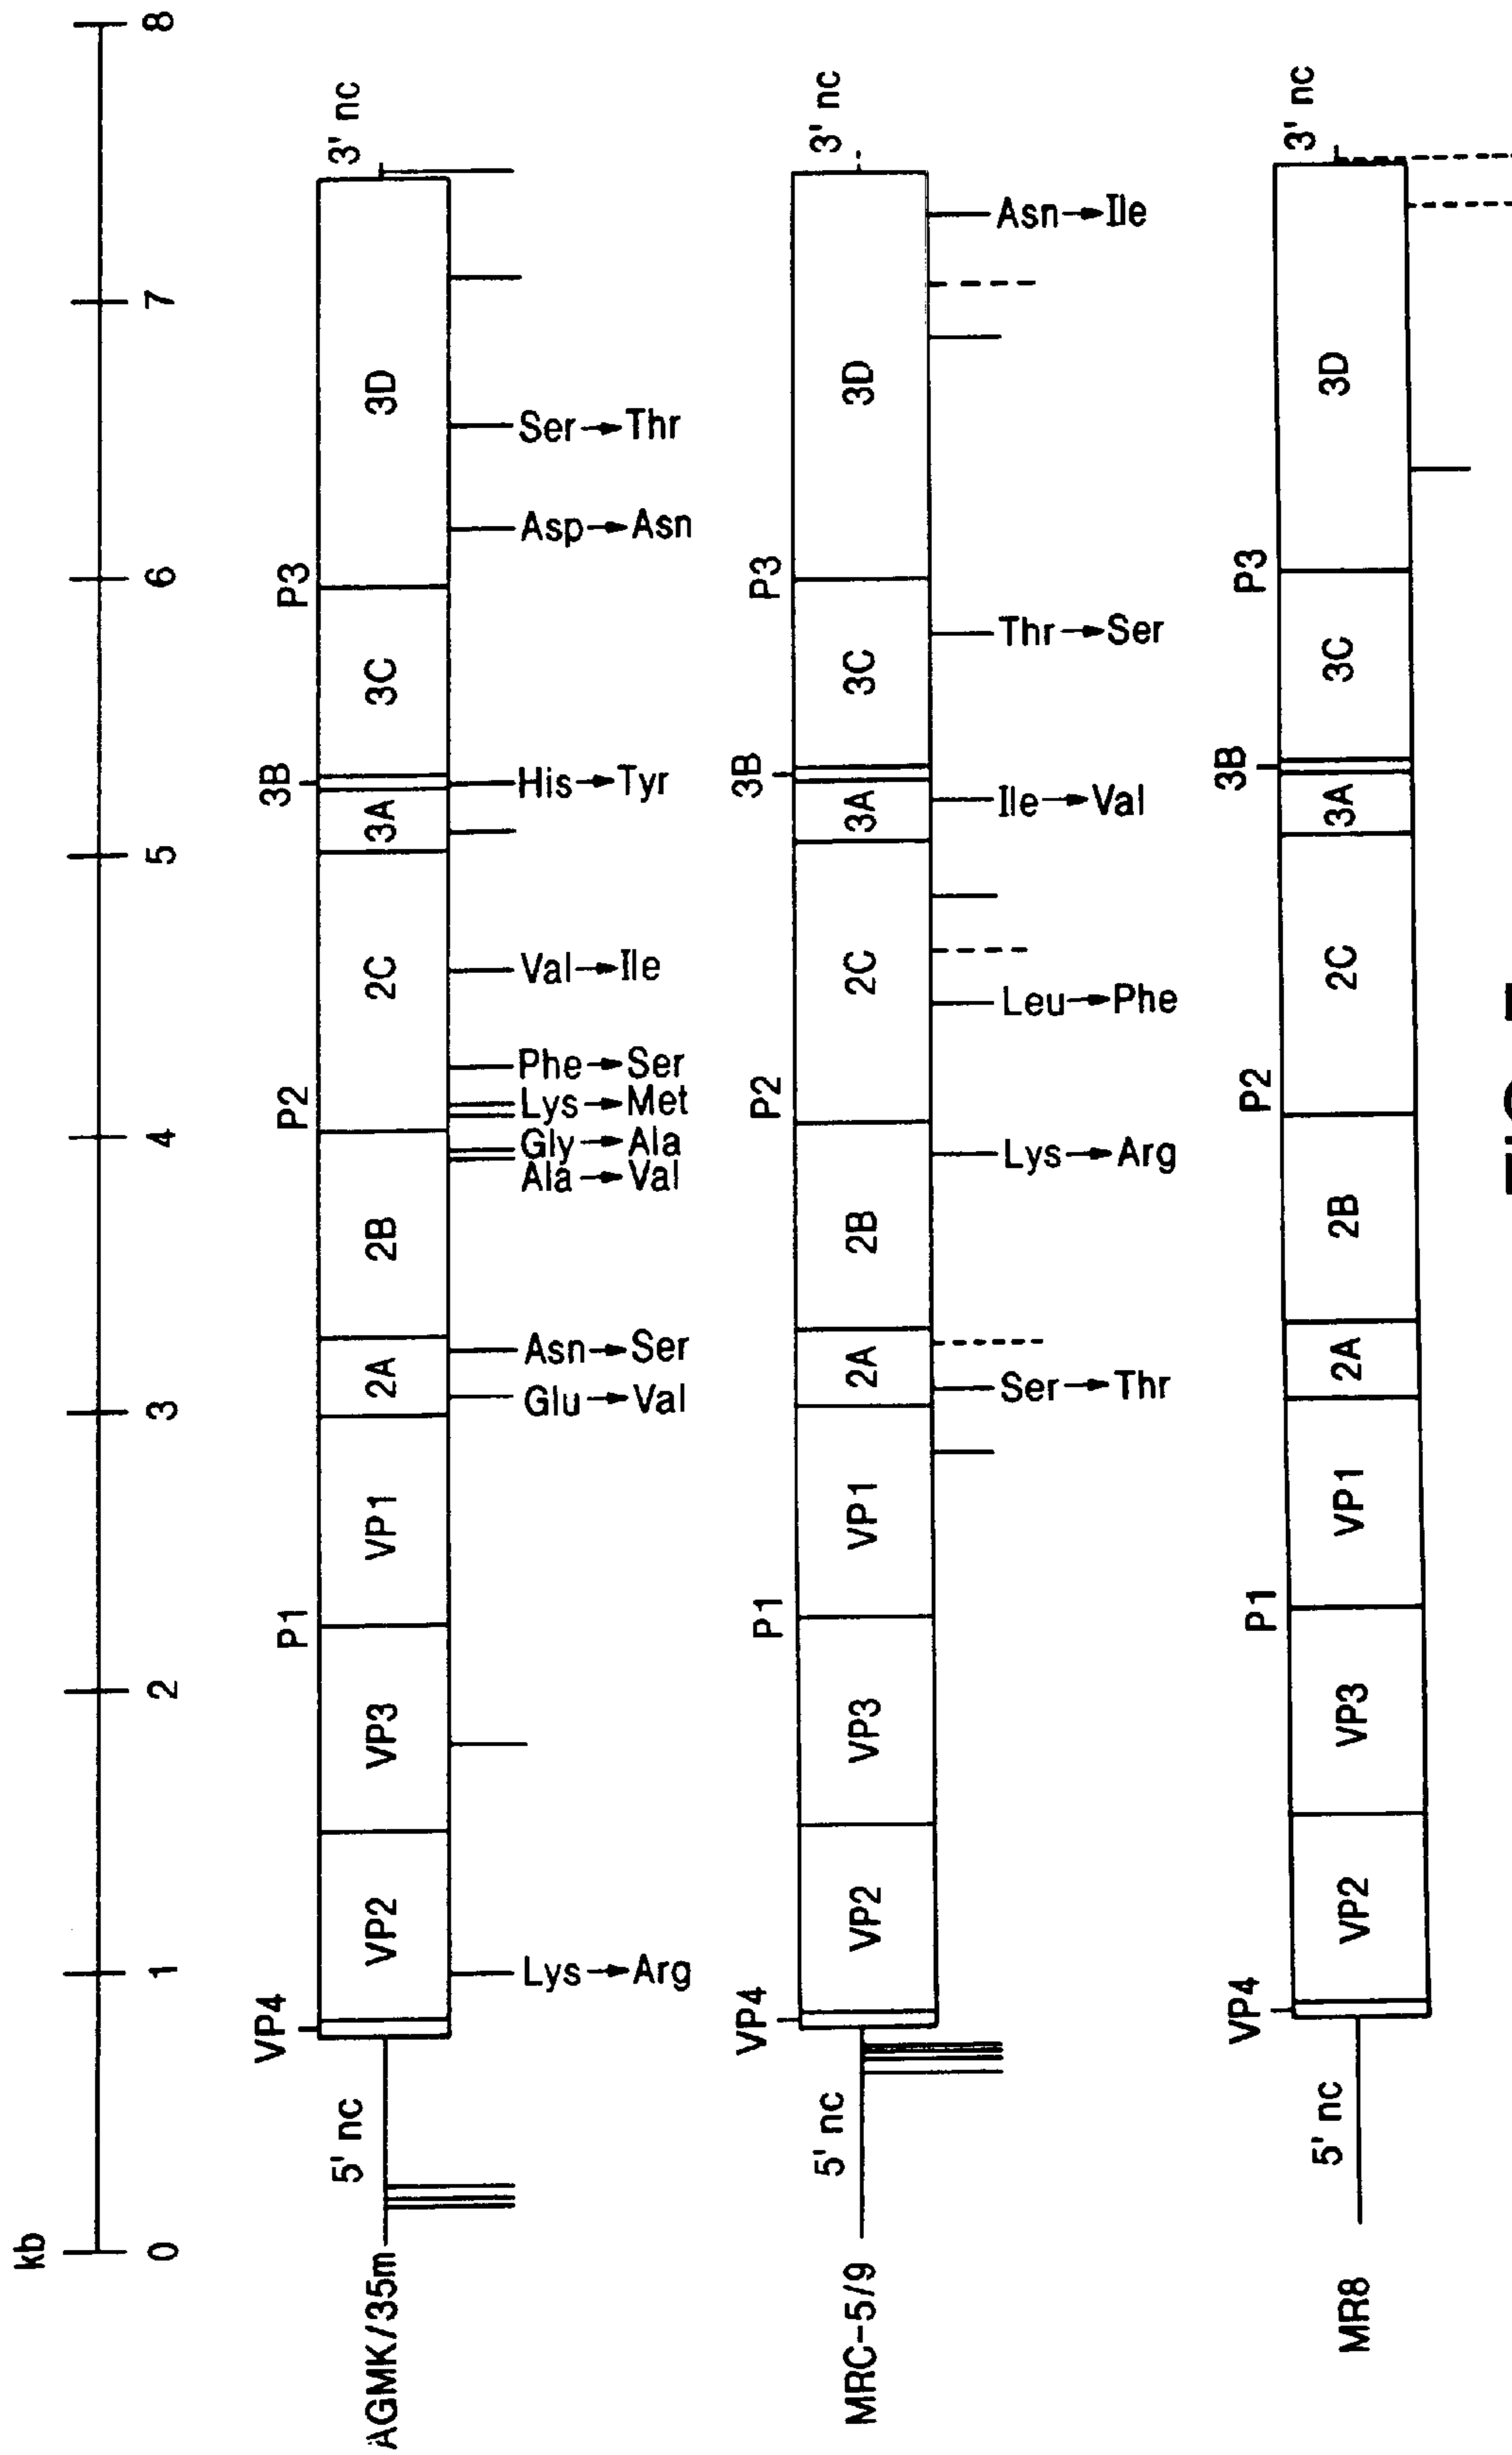 kb
0 1 2 3 4 5 6 7 8
VP4 P1 P2 3B P3
AGMK/35m 5' nc VP2 VP3 VP1 2A 2B 2C 3A 3C 3D 3' nc
Lys→Arg
Glu→Val
Asn→Ser
Ala→Val
Gly→Ala
Lys→Met
Phe→Ser
Val→Ile
His→Tyr
Asp→Asn
Ser→Thr
VP4 P1 P2 3B P3
MRC-5/9 5' nc VP2 VP3 VP1 2A 2B 2C 3A 3C 3D 3' nc
Ser→Thr
Lys→Arg
Leu→Phe
Ile→Val
Thr→Ser
Asn→Ile
VP4 P1 P2 3B P3
MR8 5' nc VP2 VP3 VP1 2A 2B 2C 3A 3C 3D 3' nc